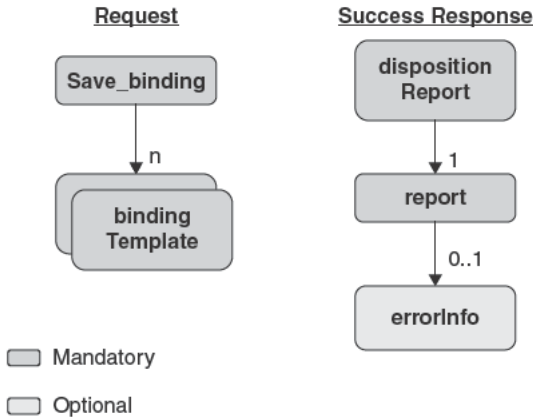 Request
Success Response
Save_binding
disposition
Report
n
1
binding
Template
report
0..1
errorInfo
Mandatory
Optional